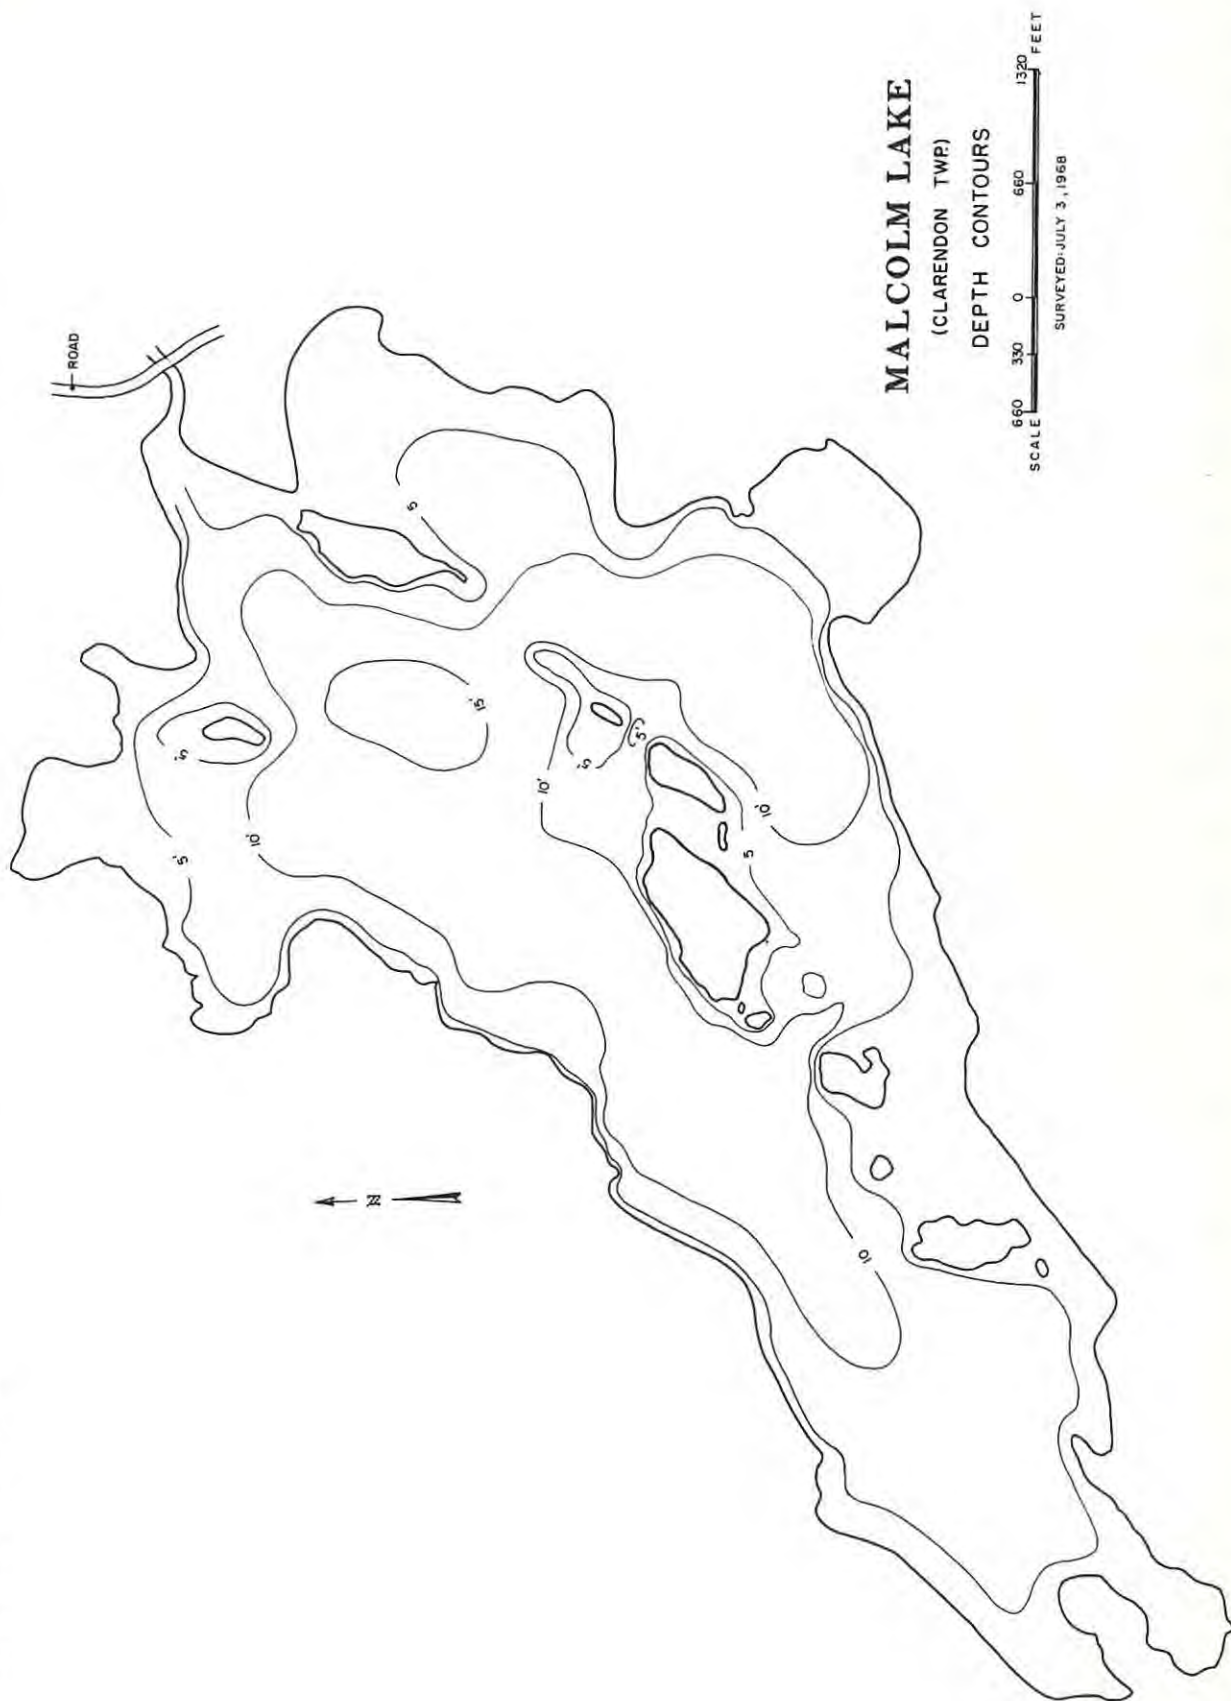 MALCOLM LAKE
(CLARENDON TWP.)
DEPTH CONTOURS
660 330 0 660 1320
SCALE FEET
SURVEYED: JULY 3, 1968
ROAD
N
5
5'
5'
10'
15'
10'
5'
5'
10'
5
10